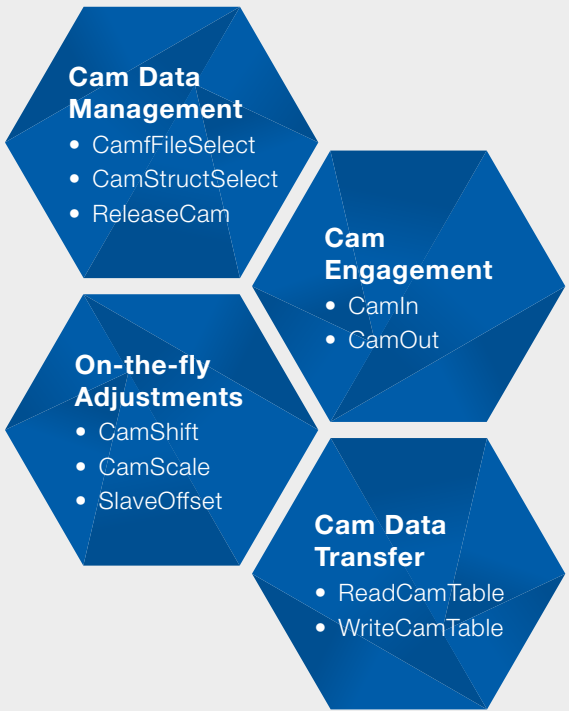 Cam Data
Management
• CamfFileSelect
• CamStructSelect
• ReleaseCam
Cam
Engagement
• CamIn
• CamOut
On-the-fly
Adjustments
• CamShift
• CamScale
• SlaveOffset
Cam Data
Transfer
• ReadCamTable
• WriteCamTable